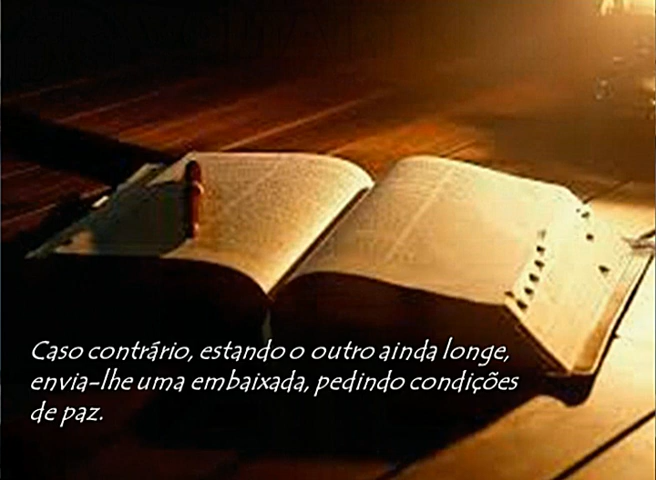 Caso contrário, estando o outro ainda longe,
envia-lhe uma embaixada, pedindo condições
de paz.